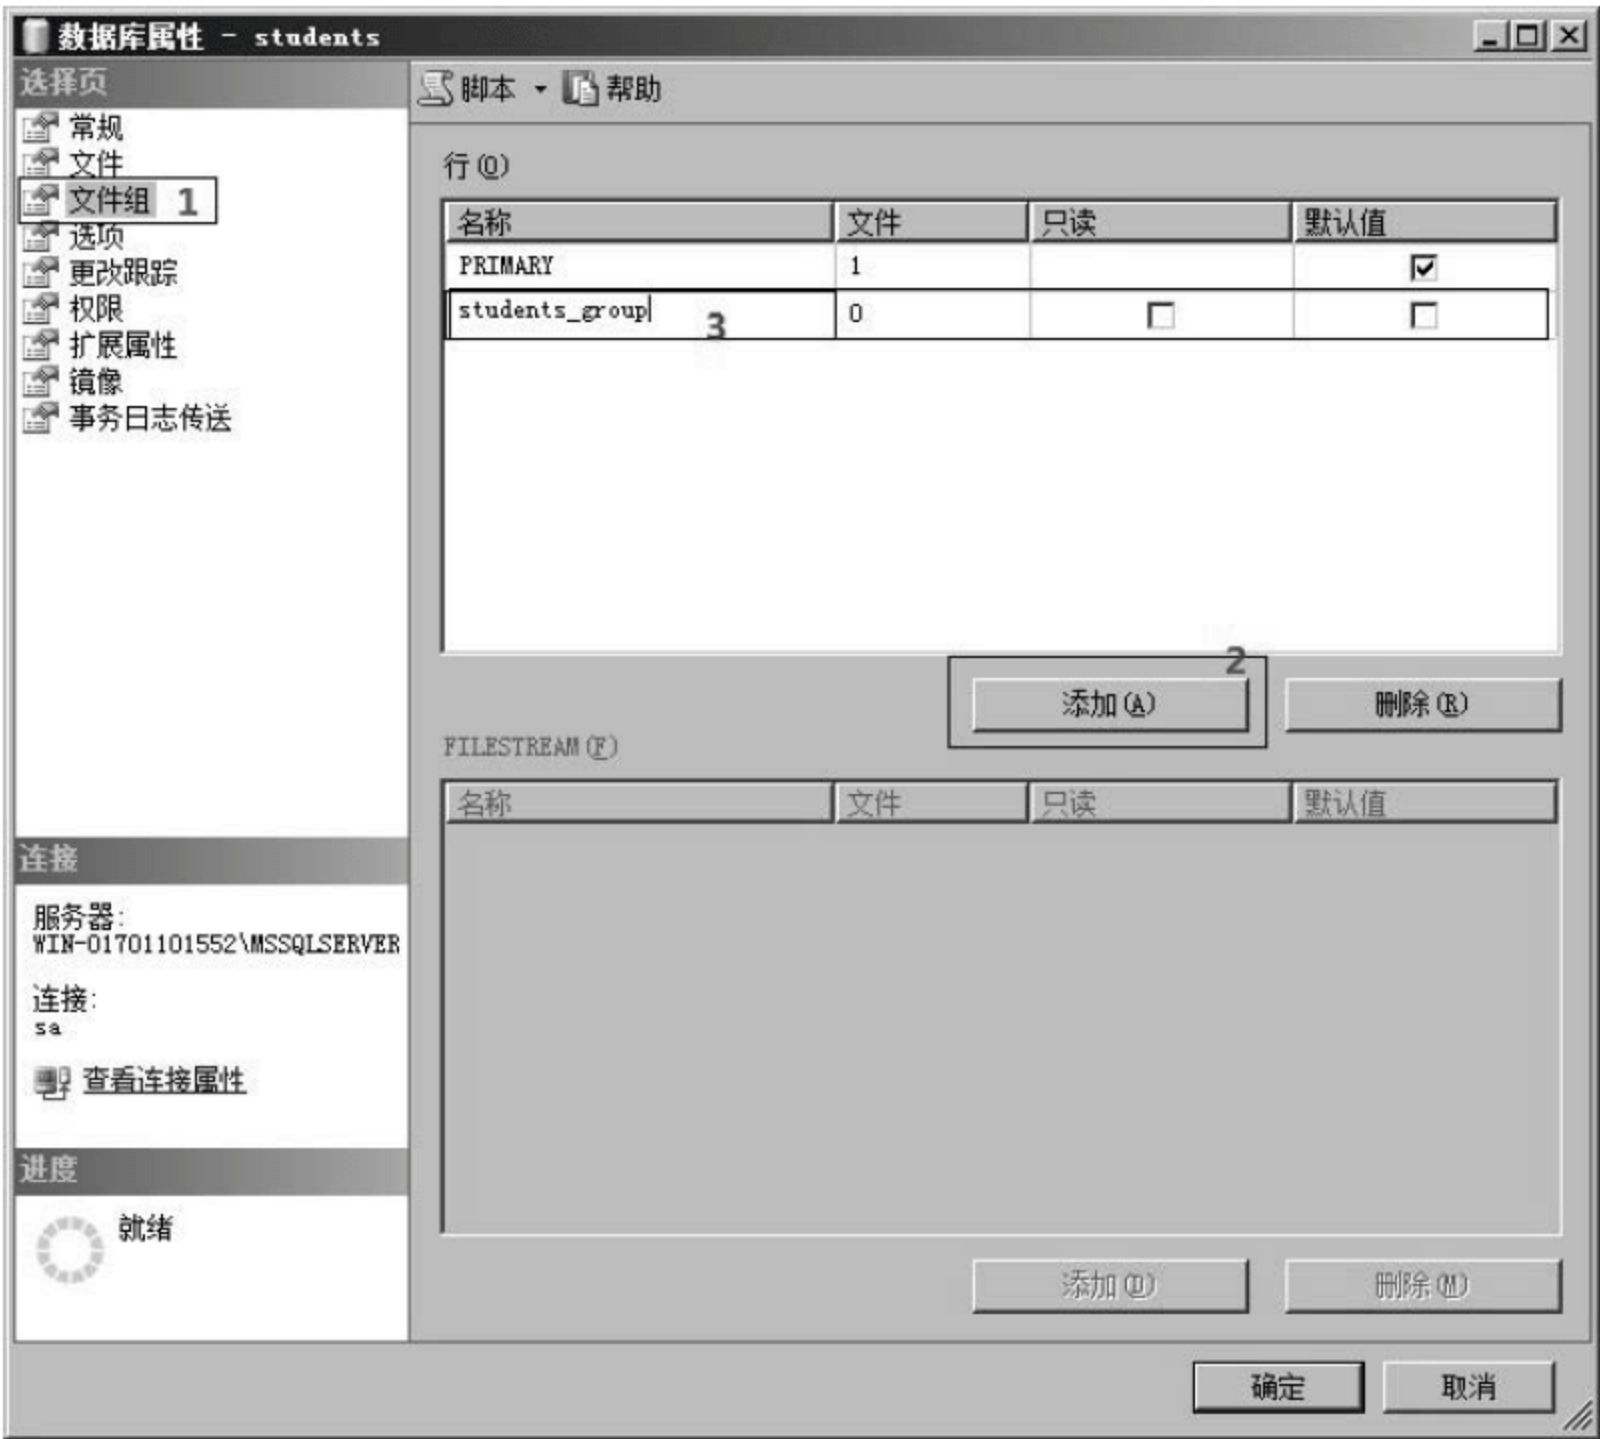 数据库属性 - students
选择页
常规
文件
文件组 1
选项
更改跟踪
权限
扩展属性
镜像
事务日志传送
连接
服务器:
WIN-01701101552\MSSQLSERVER
连接:
sa
查看连接属性
进度
就绪
脚本 帮助
行(O)
名称 文件 只读 默认值
PRIMARY 1
students_group 3 0
2
添加(A) 删除(R)
FILESTREAM(F)
名称 文件 只读 默认值
添加(D) 删除(M)
确定 取消